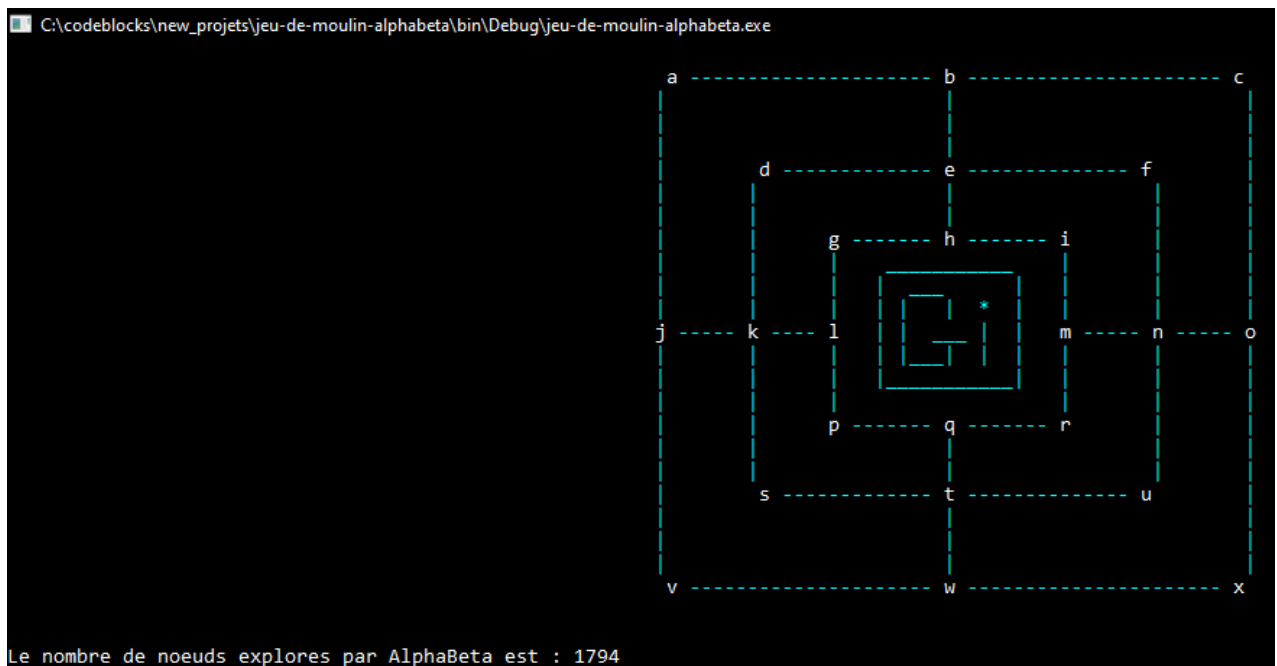 C:\codeblocks\new_projets\jeu-de-moulin-alphabeta\bin\Debug\jeu-de-moulin-alphabeta.exe
a b c
d e f
g h i
*
j k l m n o
p q r
s t u
v w x
Le nombre de noeuds explores par AlphaBeta est : 1794